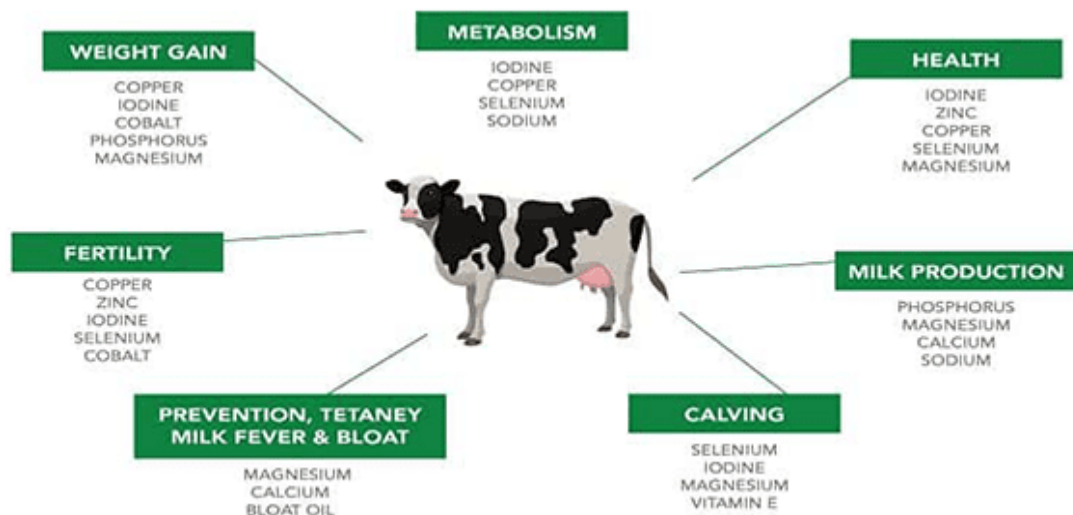 WEIGHT GAIN
COPPER
IODINE
COBALT
PHOSPHORUS
MAGNESIUM
METABOLISM
IODINE
COPPER
SELENIUM
SODIUM
HEALTH
IODINE
ZINC
COPPER
SELENIUM
MAGNESIUM
FERTILITY
COPPER
ZINC
IODINE
SELENIUM
COBALT
MILK PRODUCTION
PHOSPHORUS
MAGNESIUM
CALCIUM
SODIUM
PREVENTION, TETANEY
MILK FEVER & BLOAT
MAGNESIUM
CALCIUM
BLOAT OIL
CALVING
SELENIUM
IODINE
MAGNESIUM
VITAMIN E